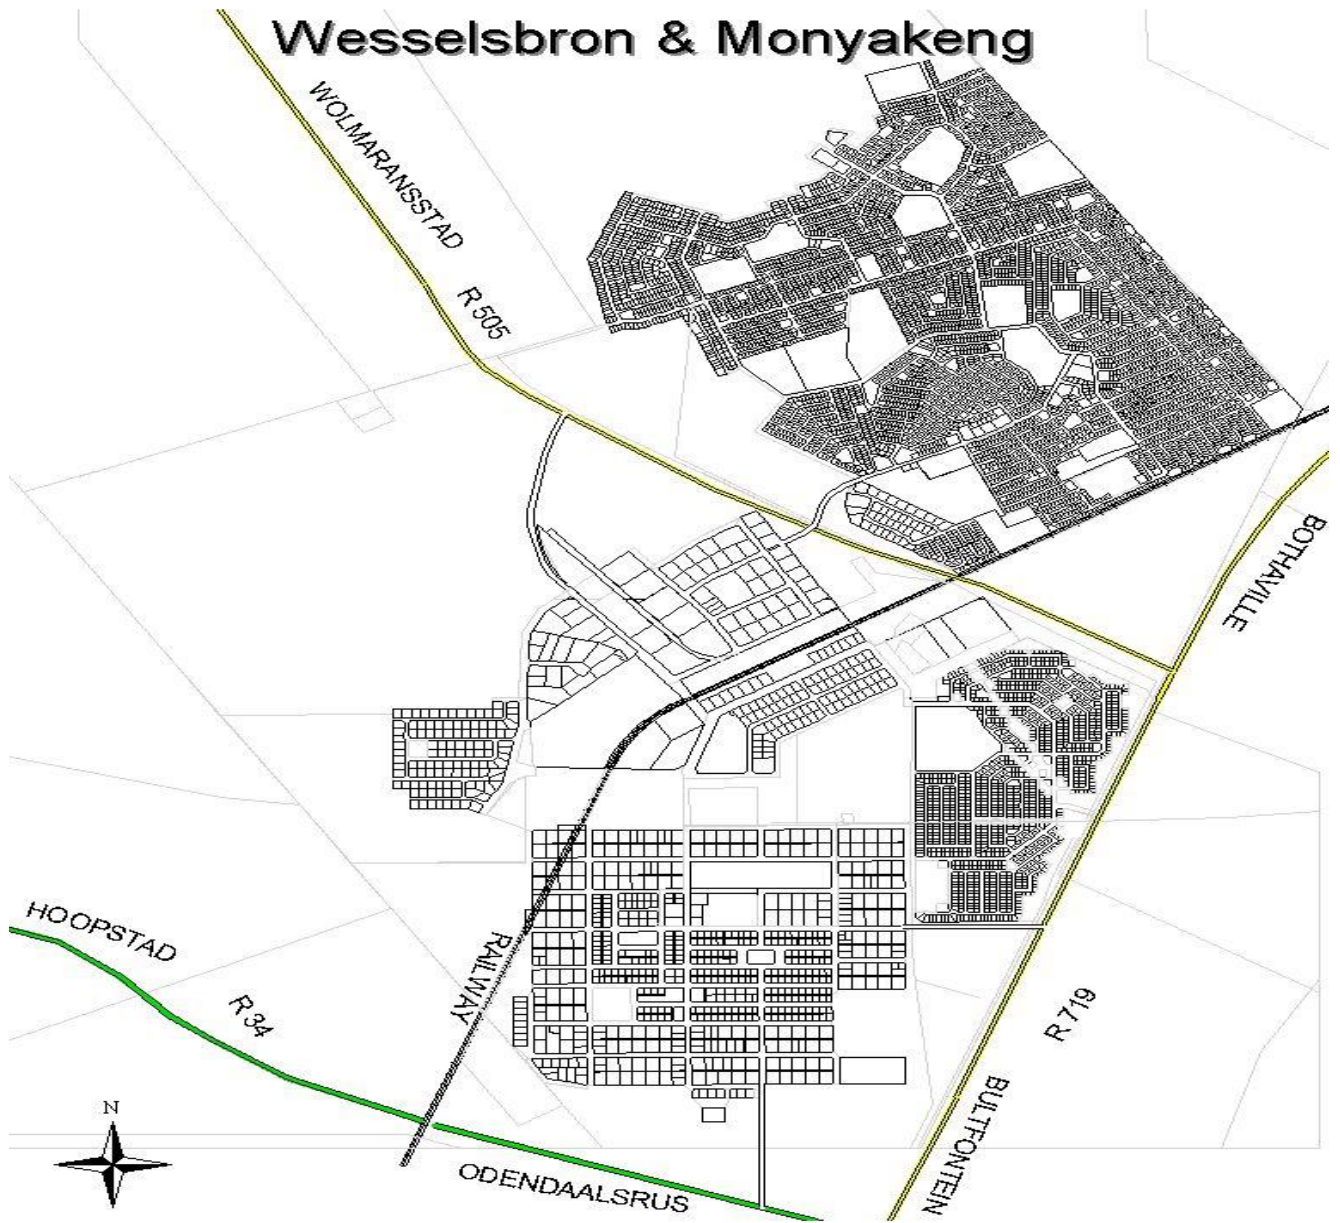 Wesselsbron & Monyakeng
WOLMARANSSTAD
R 505
BOTHAVILLE
HOOPSTAD
R 34
RAILWAY
R 719
BULTFONTEIN
N
ODENDAALSRUS